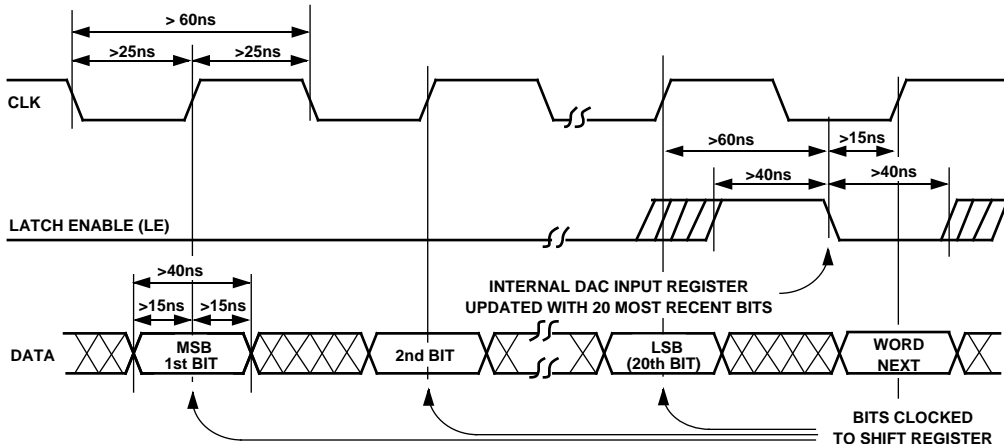 > 60ns
>25ns >25ns
CLK
>60ns >15ns
>40ns >40ns
LATCH ENABLE (LE)
>40ns
INTERNAL DAC INPUT REGISTER
UPDATED WITH 20 MOST RECENT BITS
>15ns >15ns
DATA
MSB
1st BIT
2nd BIT
LSB
(20th BIT)
WORD
NEXT
BITS CLOCKED
TO SHIFT REGISTER